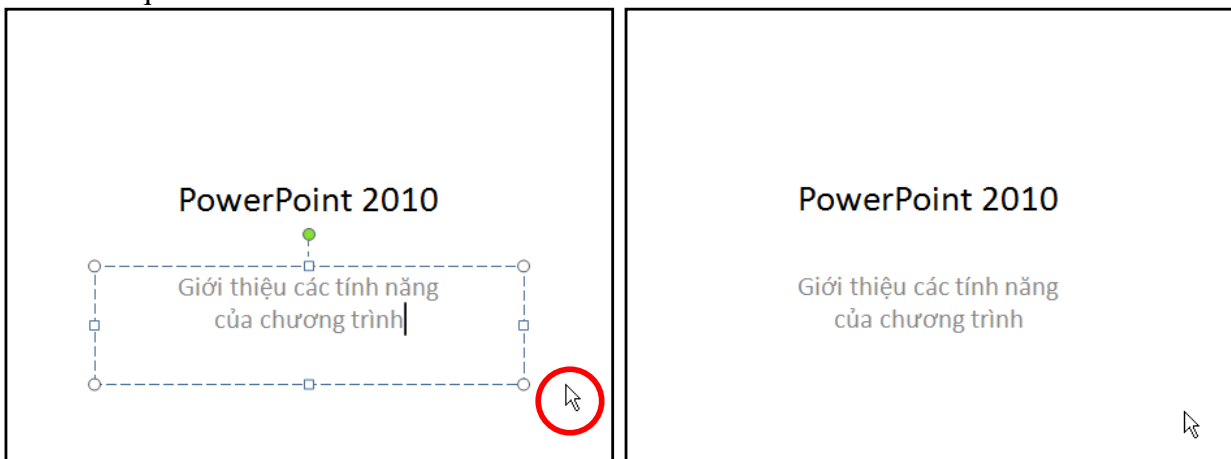 PowerPoint 2010
Giới thiệu các tính năng
của chương trình
PowerPoint 2010
Giới thiệu các tính năng
của chương trình